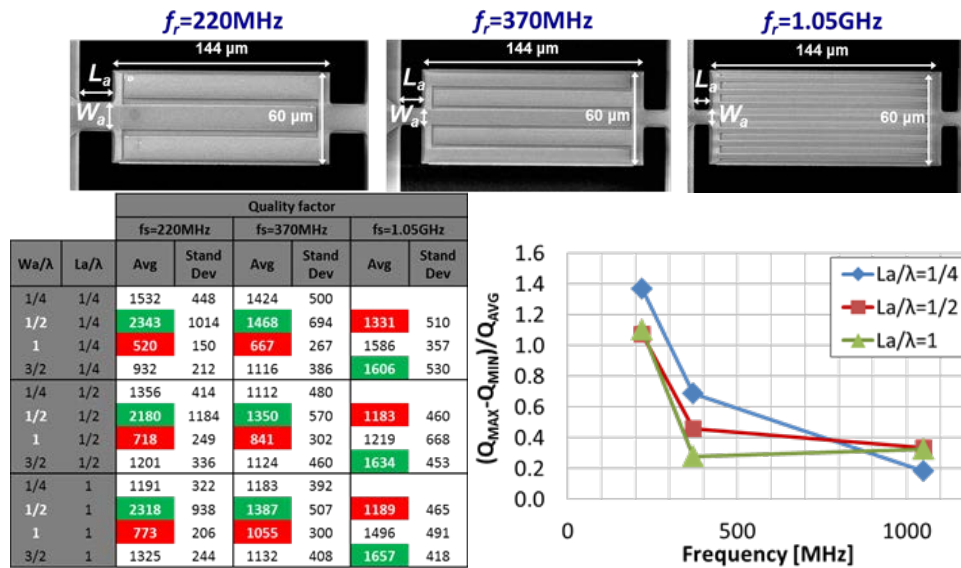 fr=220MHz
fr=370MHz
fr=1.05GHz
144 µm
144 µm
144 µm
La
La
La
Wa
60 µm
Wa
60 µm
Wa
60 µm
Quality factor
fs=220MHz fs=370MHz fs=1.05GHz
Wa/λ La/λ Avg Stand Dev Avg Stand Dev Avg Stand Dev
1/4 1/4 1532 448 1424 500
1/2 1/4 2343 1014 1468 694 1331 510
1 1/4 520 150 667 267 1586 357
3/2 1/4 932 212 1116 386 1606 530
1/4 1/2 1356 414 1112 480
1/2 1/2 2180 1184 1350 570 1183 460
1 1/2 718 249 841 302 1219 668
3/2 1/2 1201 336 1124 460 1634 453
1/4 1 1191 322 1183 392
1/2 1 2318 938 1387 507 1189 465
1 1 773 206 1055 300 1496 491
3/2 1 1325 244 1132 408 1657 418
(QMAX-QMIN)/QAVG
1.6
1.4
1.2
1.0
0.8
0.6
0.4
0.2
0.0
0 500 1000
Frequency [MHz]
La/λ=1/4
La/λ=1/2
La/λ=1